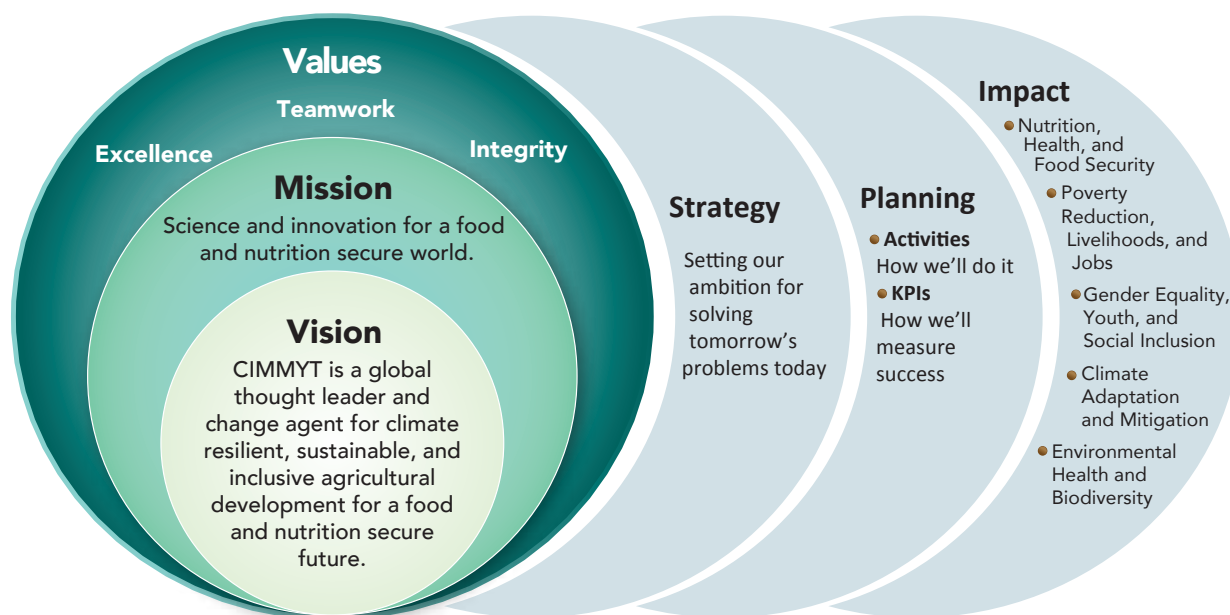 Values
Teamwork
Excellence
Integrity
Mission
Science and innovation for a food
and nutrition secure world.
Vision
CIMMYT is a global
thought leader and
change agent for climate
resilient, sustainable, and
inclusive agricultural
development for a food
and nutrition secure
future.
Strategy
Setting our
ambition for
solving
tomorrow’s
problems today
Planning
• Activities
How we’ll do it
• KPIs
How we’ll
measure
success
Impact
• Nutrition,
Health, and
Food Security
• Poverty
Reduction,
Livelihoods, and
Jobs
• Gender Equality,
Youth, and
Social Inclusion
• Climate
Adaptation
and Mitigation
• Environmental
Health and
Biodiversity